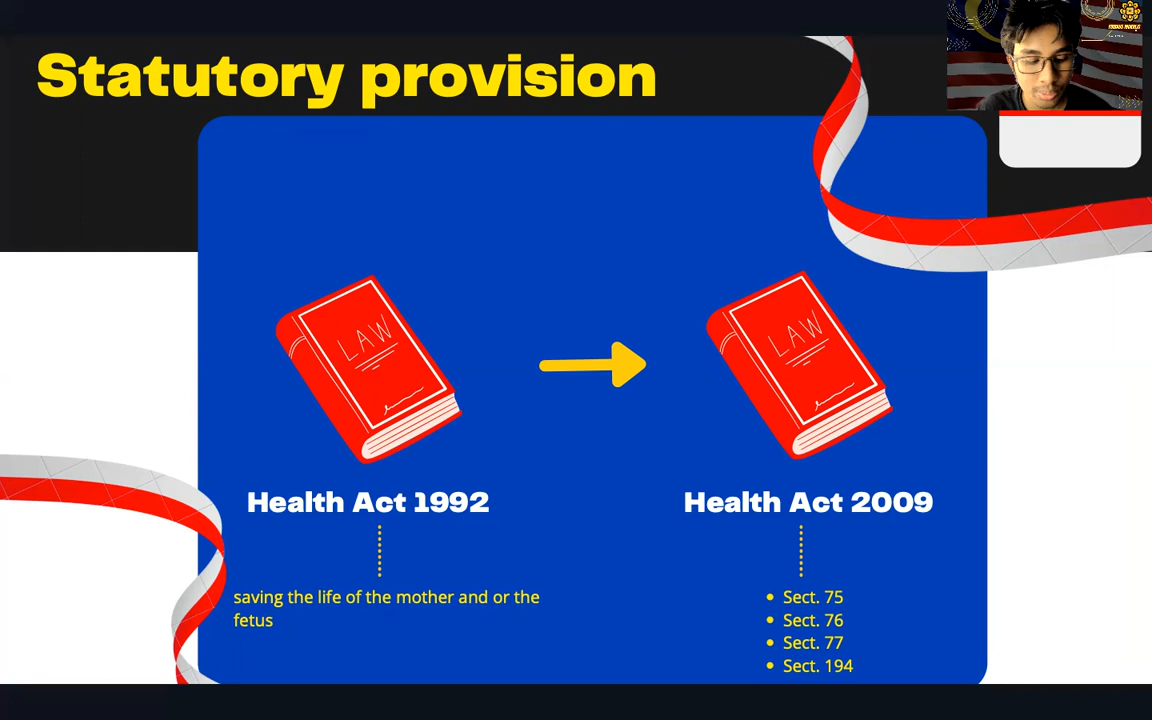 Statutory provision
LAW
LAW
Health Act 1992
Health Act 2009
saving the life of the mother and or the
fetus
• Sect. 75
• Sect. 76
• Sect. 77
• Sect. 194